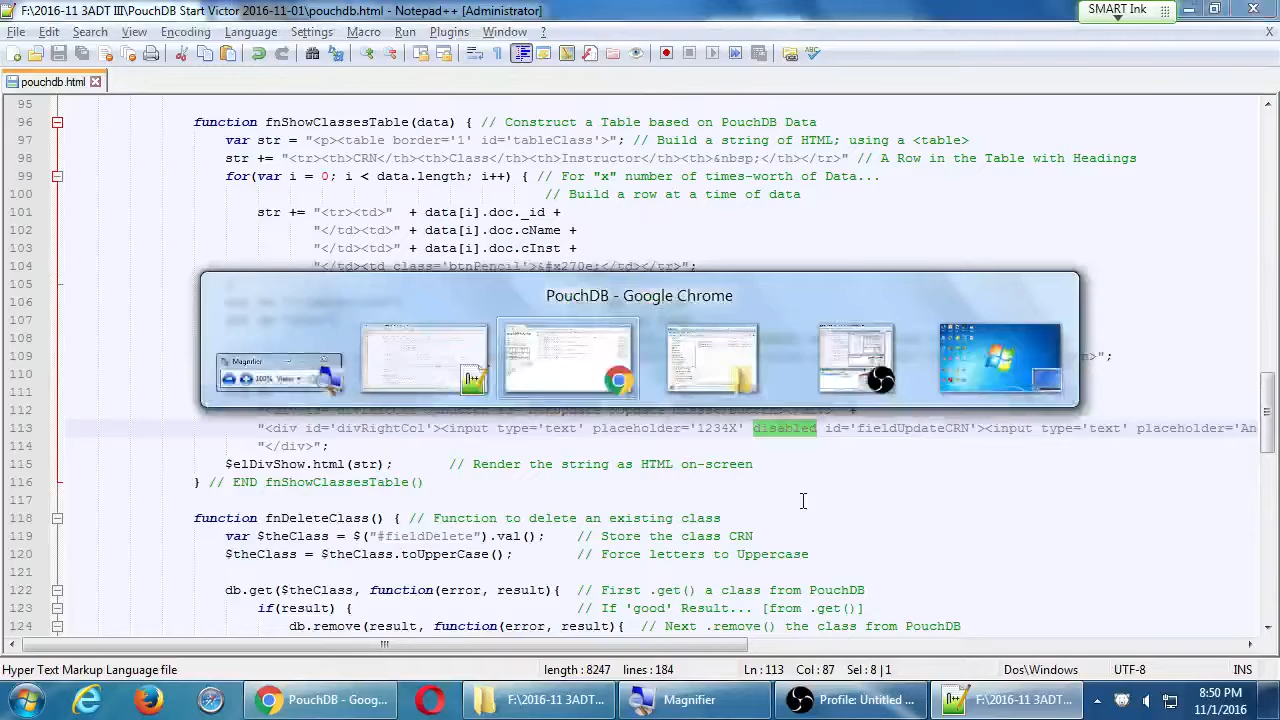 F:\2016-11 3ADT III\PouchDB Start Victor 2016-11-01\pouchdb.html - Notepad++ [Administrator]
SMART Ink
File Edit Search View Encoding Language Settings Macro Run Plugins Window ? X
pouchdb.html
95
96 function fnShowClassesTable(data) { // Construct a Table based on PouchDB Data
97 var str = "<p><table border='1' id='tableClass'>"; // Build a string of HTML; using a <table>
98 str += "<tr><th>CRN</th><th>Class</th><th>Instructor</th><th>&nbsp;</th></tr>" // A Row in the Table with Headings
99 for(var i = 0; i < data.length; i++) { // For "x" number of times-worth of Data...
100 // Build a row at a time of data
101 str += "<tr><td>" + data[i].doc._id +
102 "</td><td>" + data[i].doc.cName +
103 "</td><td>" + data[i].doc.cInst +
104 "</td><td class='btnPencil'>&#x270e;</td></tr>";
105
PouchDB - Google Chrome
106
107
108
Magnifier
109 n>";
100% Views
110
111
112
113 "<div id='divRightCol'><input type='text' placeholder='1234X' disabled id='fieldUpdateCRN'><input type='text' placeholder='An
114 "</div>";
115 $elDivShow.html(str); // Render the string as HTML on-screen
116 } // END fnShowClassesTable()
117
118 function fnDeleteClass() { // Function to delete an existing class
119 var $theClass = $("#fieldDelete").val(); // Store the class CRN
120 $theClass = $theClass.toUpperCase(); // Force letters to Uppercase
121
122 db.get($theClass, function(error, result){ // First .get() a class from PouchDB
123 if(result) { // If 'good' Result... [from .get()]
124 db.remove(result, function(error, result){ // Next .remove() the class from PouchDB
Hyper Text Markup Language file length : 8247 lines : 184 Ln : 113 Col : 87 Sel : 8 | 1 Dos\Windows UTF-8 INS
PouchDB - Goog... F:\2016-11 3ADT... Magnifier Profile: Untitled ... F:\2016-11 3ADT... 8:50 PM
11/1/2016